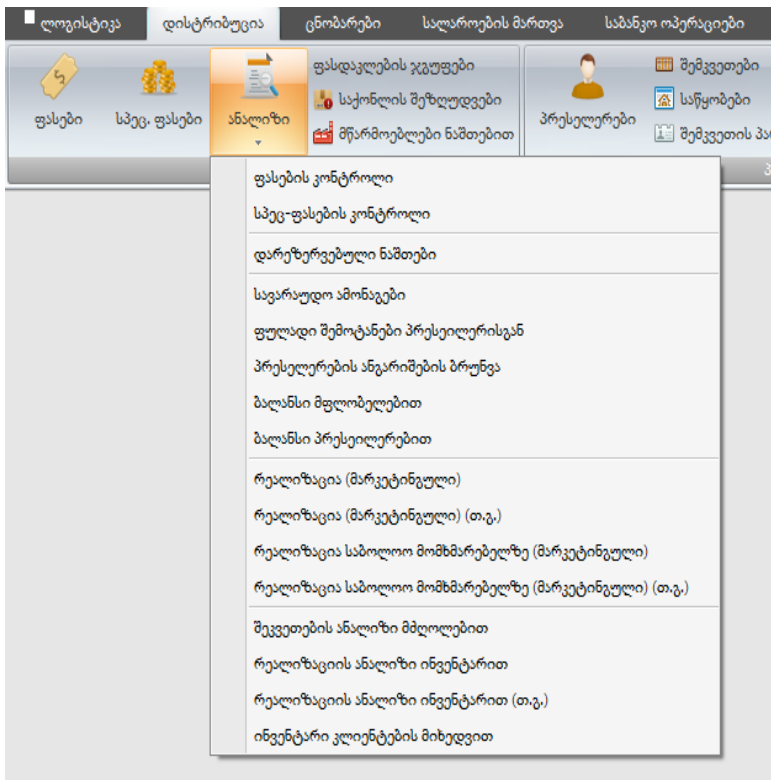 ლოგისტიკა დისტრიბუცია ცნობარები სალაროების მართვა საბანკო ოპერაციები
ფასები
სპეც. ფასები
ანალიზი
ფასდაკლების ჯგუფები
საქონლის შეზღუდვები
მწარმოებლები ნაშთებით
პრესელერები
შემკვეთები
საწყობები
შემკვეთის
ფასების კონტროლი
სპეც-ფასების კონტროლი
დარეზერვებული ნაშთები
სავარაუდო ამონაგები
ფულადი შემოტანები პრესეილერისგან
პრესელერების ანგარიშების ბრუნვა
ბალანსი მფლობელებით
ბალანსი პრესეილერებით
რეალიზაცია (მარკეტინგული)
რეალიზაცია (მარკეტინგული) (თ.გ.)
რეალიზაცია საბოლოო მომხმარებელზე (მარკეტინგული)
რეალიზაცია საბოლოო მომხმარებელზე (მარკეტინგული) (თ.გ.)
შეკვეთების ანალიზი მძღოლებით
რეალიზაციის ანალიზი ინვენტარით
რეალიზაციის ანალიზი ინვენტარით (თ.გ.)
ინვენტარი კლიენტების მიხედვით